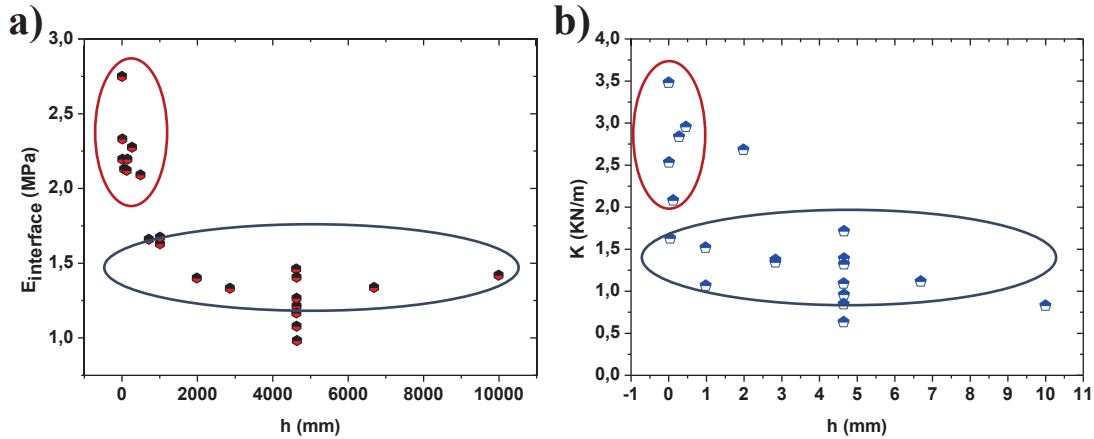 a)
3,0
2,5
2,0
1,5
1,0
E_interface (MPa)
0 2000 4000 6000 8000 10000
h (mm)
b)
4,0
3,5
3,0
2,5
2,0
1,5
1,0
0,5
0,0
K (KN/m)
-1 0 1 2 3 4 5 6 7 8 9 10 11
h (mm)